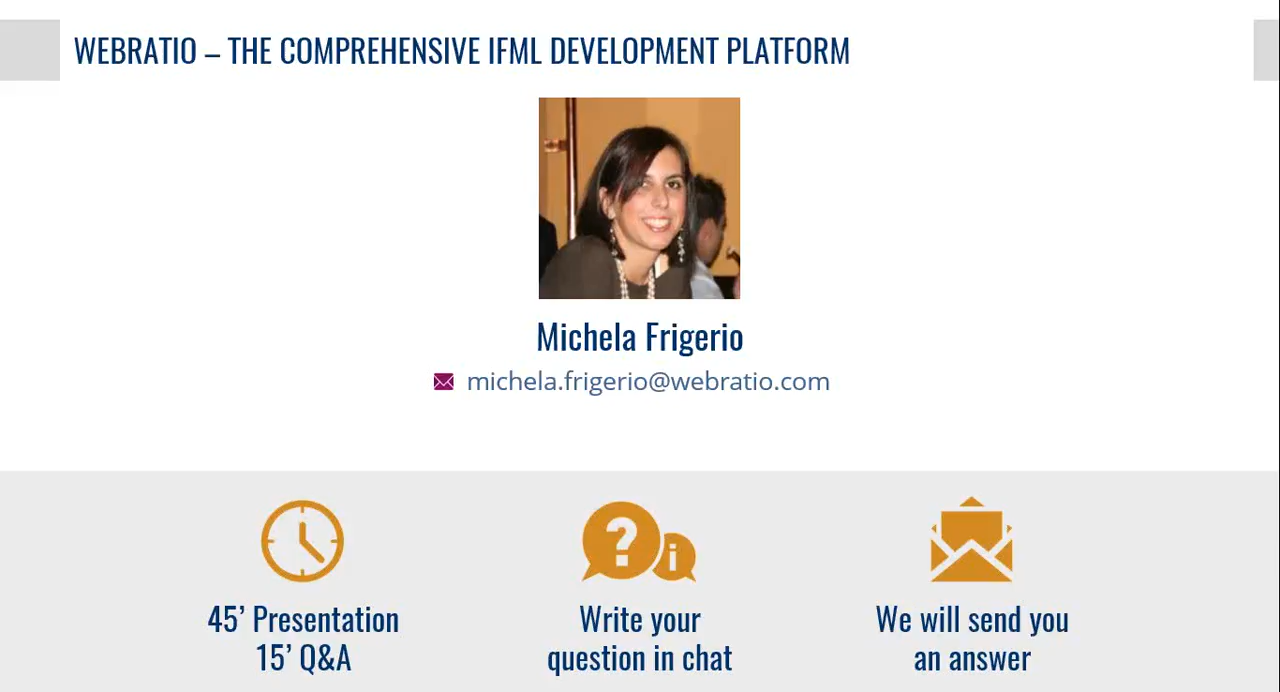 WEBRATIO – THE COMPREHENSIVE IFML DEVELOPMENT PLATFORM
Michela Frigerio
michela.frigerio@webratio.com
45’ Presentation
15’ Q&A
Write your
question in chat
We will send you
an answer